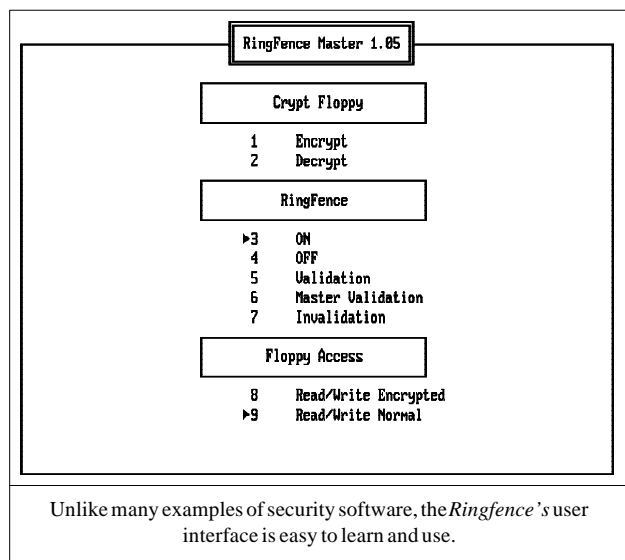 RingFence Master 1.05
Crypt Floppy
1 Encrypt
2 Decrypt
RingFence
►3 ON
4 OFF
5 Validation
6 Master Validation
7 Invalidation
Floppy Access
8 Read/Write Encrypted
►9 Read/Write Normal
Unlike many examples of security software, the Ringfence's user
interface is easy to learn and use.